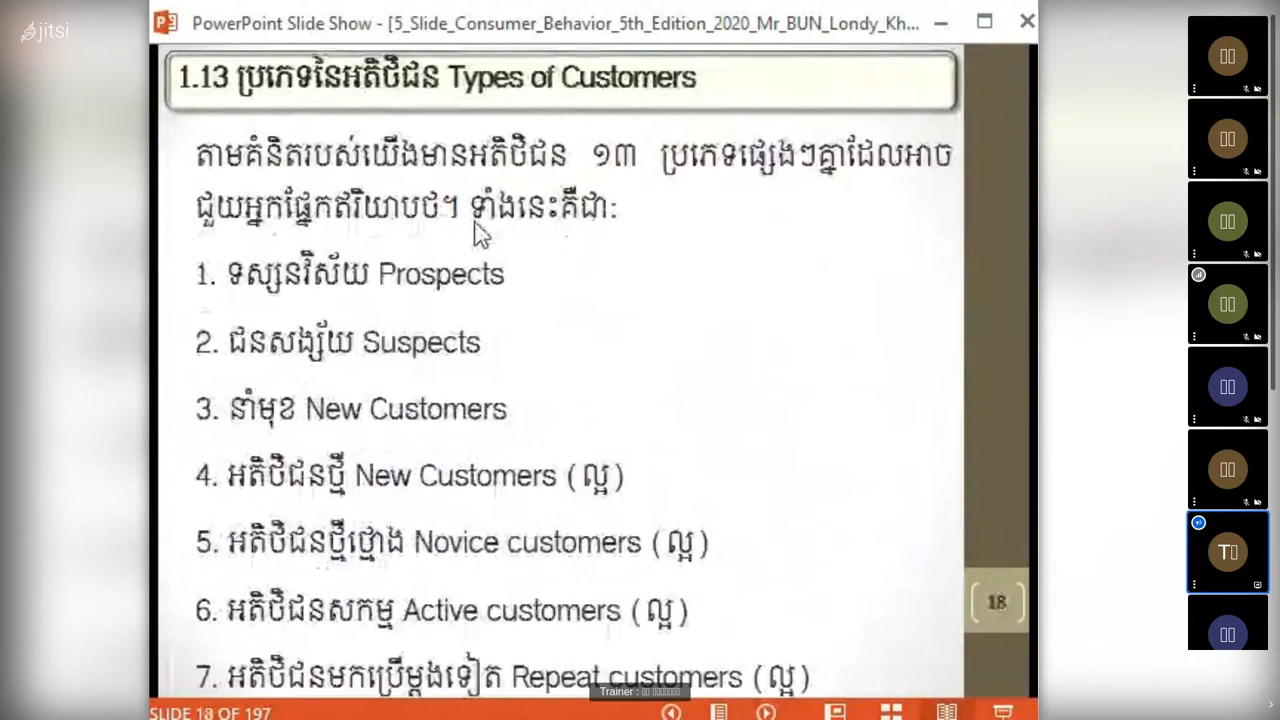 jitsi
PowerPoint Slide Show - [5_Slide_Consumer_Behavior_5th_Edition_2020_Mr_BUN_Londy_Kh...
1.13 ប្រភេទនៃអតិថិជន Types of Customers
តាមគំនិតរបស់យើងមានអតិថិជន ១៣ ប្រភេទផ្សេងៗគ្នាដែលអាច
ជួយអ្នកផ្នែកឥរិយាបថ។ ទាំងនេះគឺជា:
1. ទស្សនវិស័យ Prospects
2. ជនសង្ស័យ Suspects
3. នាំមុខ New Customers
4. អតិថិជនថ្មី New Customers (ល្អ)
5. អតិថិជនថ្មីថ្មោង Novice customers (ល្អ)
6. អតិថិជនសកម្ម Active customers (ល្អ)
7. អតិថិជនមកប្រើម្ដងទៀត Repeat customers (ល្អ)
18
Trainer :
SLIDE 18 OF 197
T